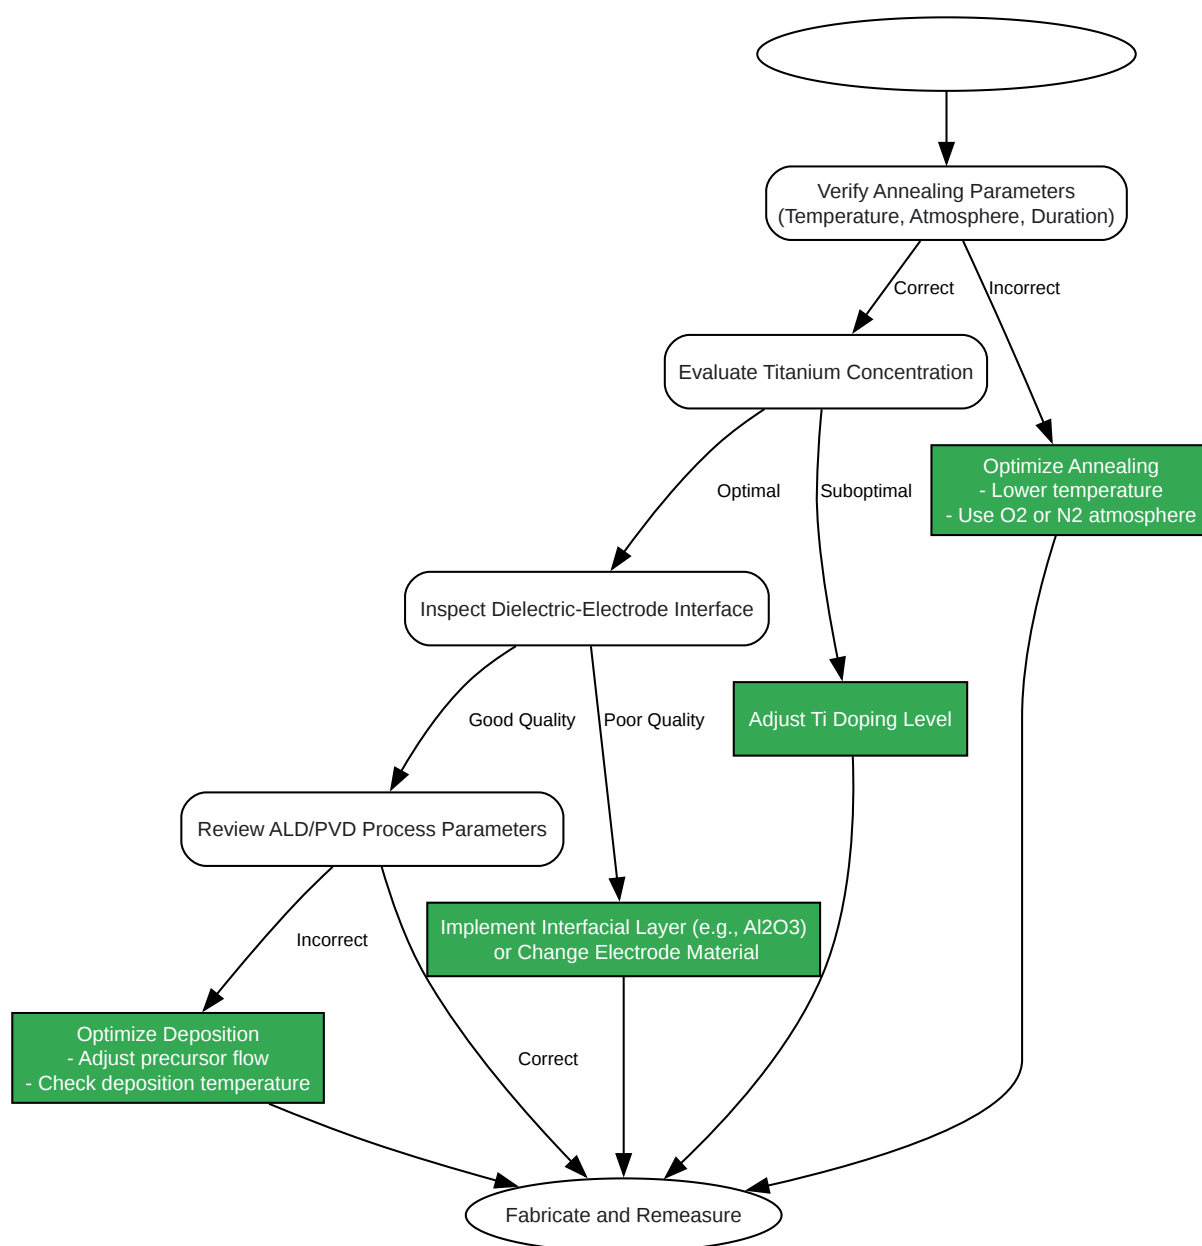 Verify Annealing Parameters
(Temperature, Atmosphere, Duration)
Correct
Incorrect
Evaluate Titanium Concentration
Optimize Annealing
- Lower temperature
- Use O2 or N2 atmosphere
Optimal
Suboptimal
Inspect Dielectric-Electrode Interface
Adjust Ti Doping Level
Good Quality
Poor Quality
Review ALD/PVD Process Parameters
Implement Interfacial Layer (e.g., Al2O3)
or Change Electrode Material
Incorrect
Optimize Deposition
- Adjust precursor flow
- Check deposition temperature
Correct
Fabricate and Remeasure